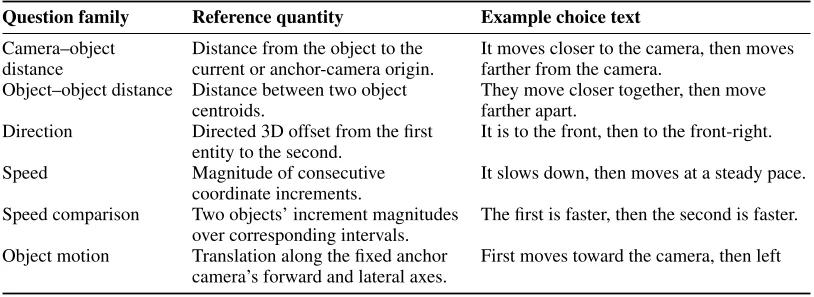 Question family Reference quantity Example choice text
Camera–object Distance from the object to the It moves closer to the camera, then moves
distance current or anchor-camera origin. farther from the camera.
Object–object distance Distance between two object They move closer together, then move
centroids. farther apart.
Direction Directed 3D offset from the first It is to the front, then to the front-right.
entity to the second.
Speed Magnitude of consecutive It slows down, then moves at a steady pace.
coordinate increments.
Speed comparison Two objects’ increment magnitudes The first is faster, then the second is faster.
over corresponding intervals.
Object motion Translation along the fixed anchor First moves toward the camera, then left
camera’s forward and lateral axes.